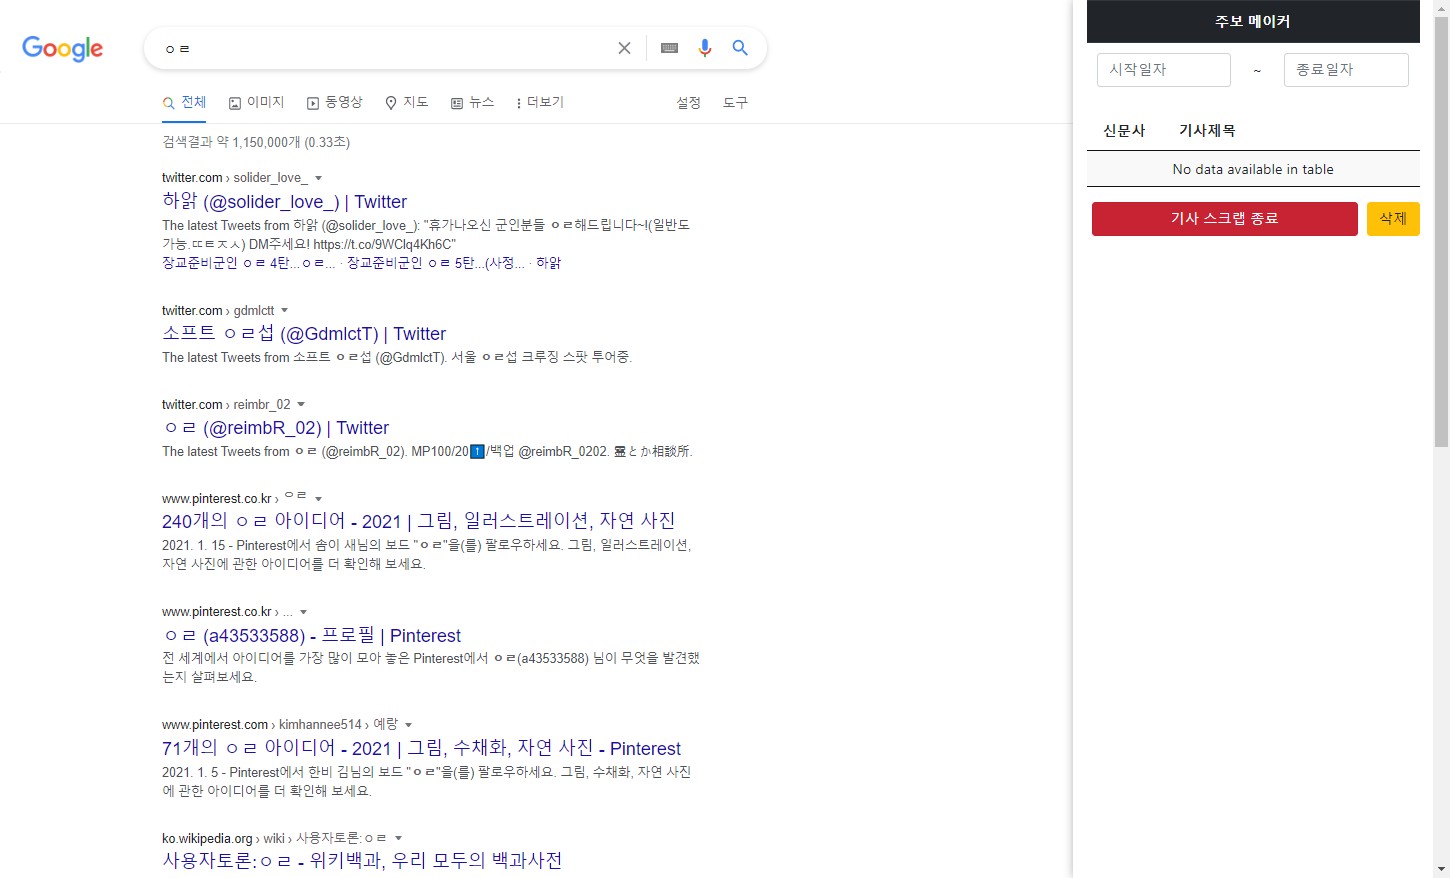 Google
ㅇㄹ
전체 이미지 동영상 지도 뉴스 더보기 설정 도구
검색결과 약 1,150,000개 (0.33초)
twitter.com › solider_love_
하앍 (@solider_love_) | Twitter
The latest Tweets from 하앍 (@solider_love_): "휴가나오신 군인분들 ㅇㄹ해드립니다~!(일반도
가능.ㄸㅌㅈㅅ) DM주세요! https://t.co/9WClq4Kh6C"
장교준비군인 ㅇㄹ 4탄...ㅇㄹ... · 장교준비군인 ㅇㄹ 5탄...(사정... · 하앍
twitter.com › gdmlctt
소프트 ㅇㄹ섭 (@GdmlctT) | Twitter
The latest Tweets from 소프트 ㅇㄹ섭 (@GdmlctT). 서울 ㅇㄹ섭 크루징 스팟 투어중.
twitter.com › reimbr_02
ㅇㄹ (@reimbR_02) | Twitter
The latest Tweets from ㅇㄹ (@reimbR_02). MP100/20⬆️/백업 @reimbR_0202. 霊とか相談所.
www.pinterest.co.kr › ㅇㄹ
240개의 ㅇㄹ 아이디어 - 2021 | 그림, 일러스트레이션, 자연 사진
2021. 1. 15 - Pinterest에서 솜이 새님의 보드 "ㅇㄹ"을(를) 팔로우하세요. 그림, 일러스트레이션,
자연 사진에 관한 아이디어를 더 확인해 보세요.
www.pinterest.co.kr › ...
ㅇㄹ (a43533588) - 프로필 | Pinterest
전 세계에서 아이디어를 가장 많이 모아 놓은 Pinterest에서 ㅇㄹ(a43533588) 님이 무엇을 발견했
는지 살펴보세요.
www.pinterest.com › kimhannee514 › 예랑
71개의 ㅇㄹ 아이디어 - 2021 | 그림, 수채화, 자연 사진 - Pinterest
2021. 1. 5 - Pinterest에서 한비 김님의 보드 "ㅇㄹ"을(를) 팔로우하세요. 그림, 수채화, 자연 사진
에 관한 아이디어를 더 확인해 보세요.
ko.wikipedia.org › wiki › 사용자토론:ㅇㄹ
사용자토론:ㅇㄹ - 위키백과, 우리 모두의 백과사전
주보 메이커
시작일자 ~ 종료일자
신문사 기사제목
No data available in table
기사 스크랩 종료 삭제